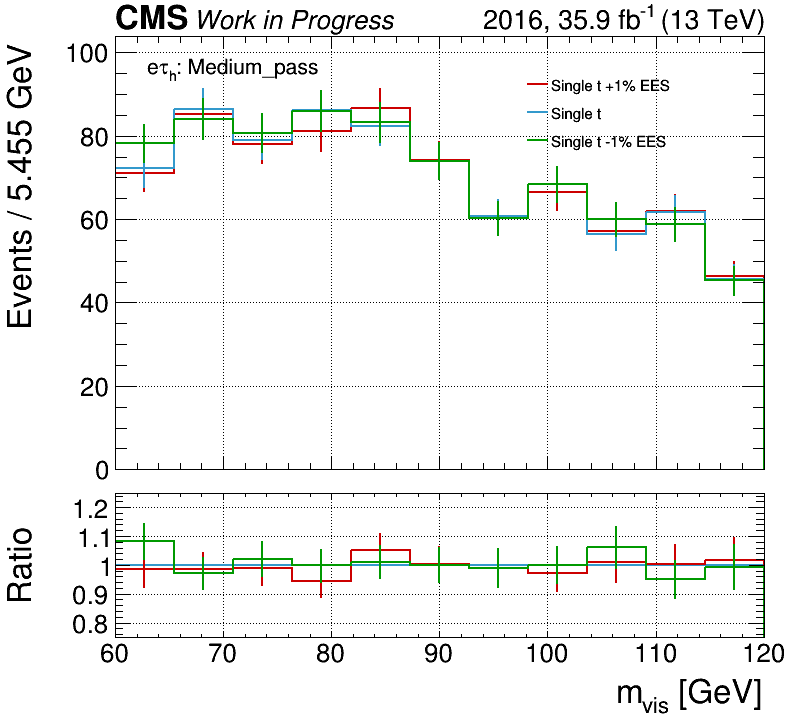 CMS Work in Progress 2016, 35.9 fb⁻¹ (13 TeV)
Events / 5.455 GeV
eτₕ: Medium_pass
Single t +1% EES
Single t
Single t -1% EES
100
80
60
40
20
0
Ratio
1.2
1.1
1
0.9
0.8
60 70 80 90 100 110 120
m_vis [GeV]